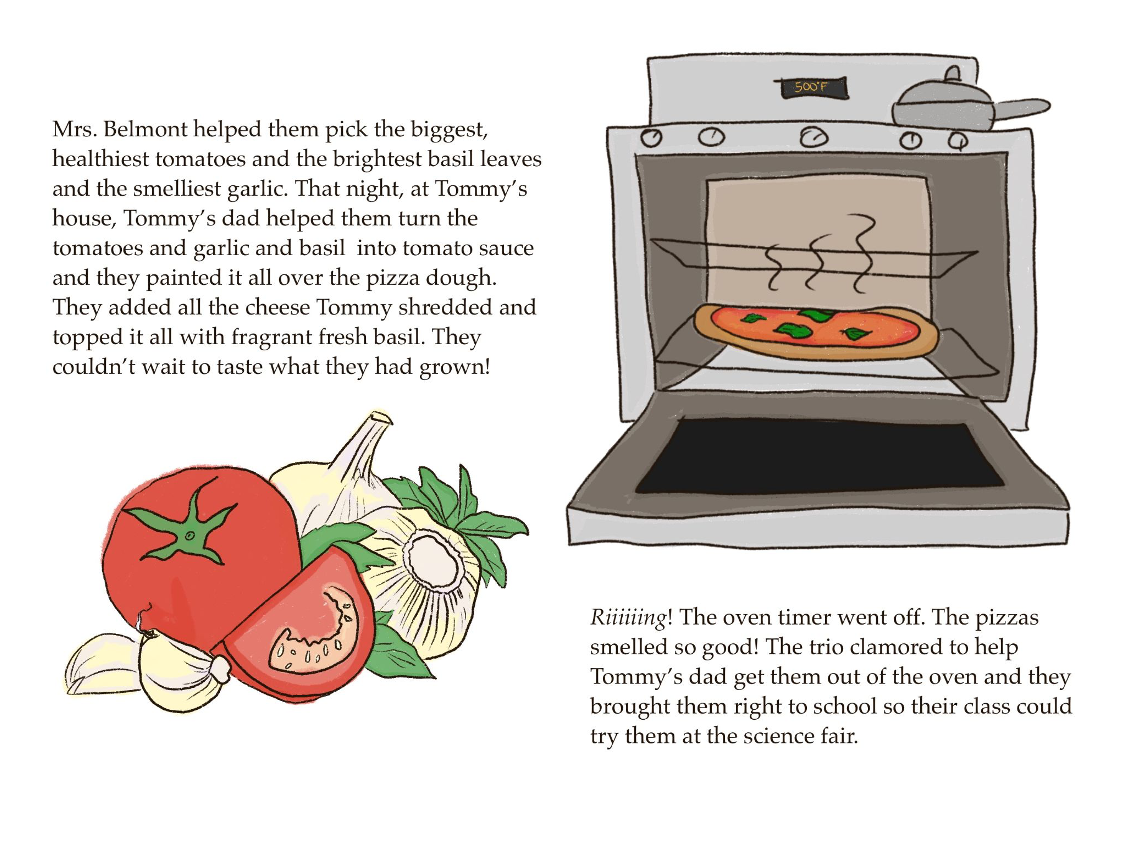 Mrs. Belmont helped them pick the biggest,
healthiest tomatoes and the brightest basil leaves
and the smelliest garlic. That night, at Tommy’s
house, Tommy’s dad helped them turn the
tomatoes and garlic and basil  into tomato sauce
and they painted it all over the pizza dough.
They added all the cheese Tommy shredded and
topped it all with fragrant fresh basil. They
couldn’t wait to taste what they had grown!
500°F
Riiiiiing! The oven timer went off. The pizzas
smelled so good! The trio clamored to help
Tommy’s dad get them out of the oven and they
brought them right to school so their class could
try them at the science fair.